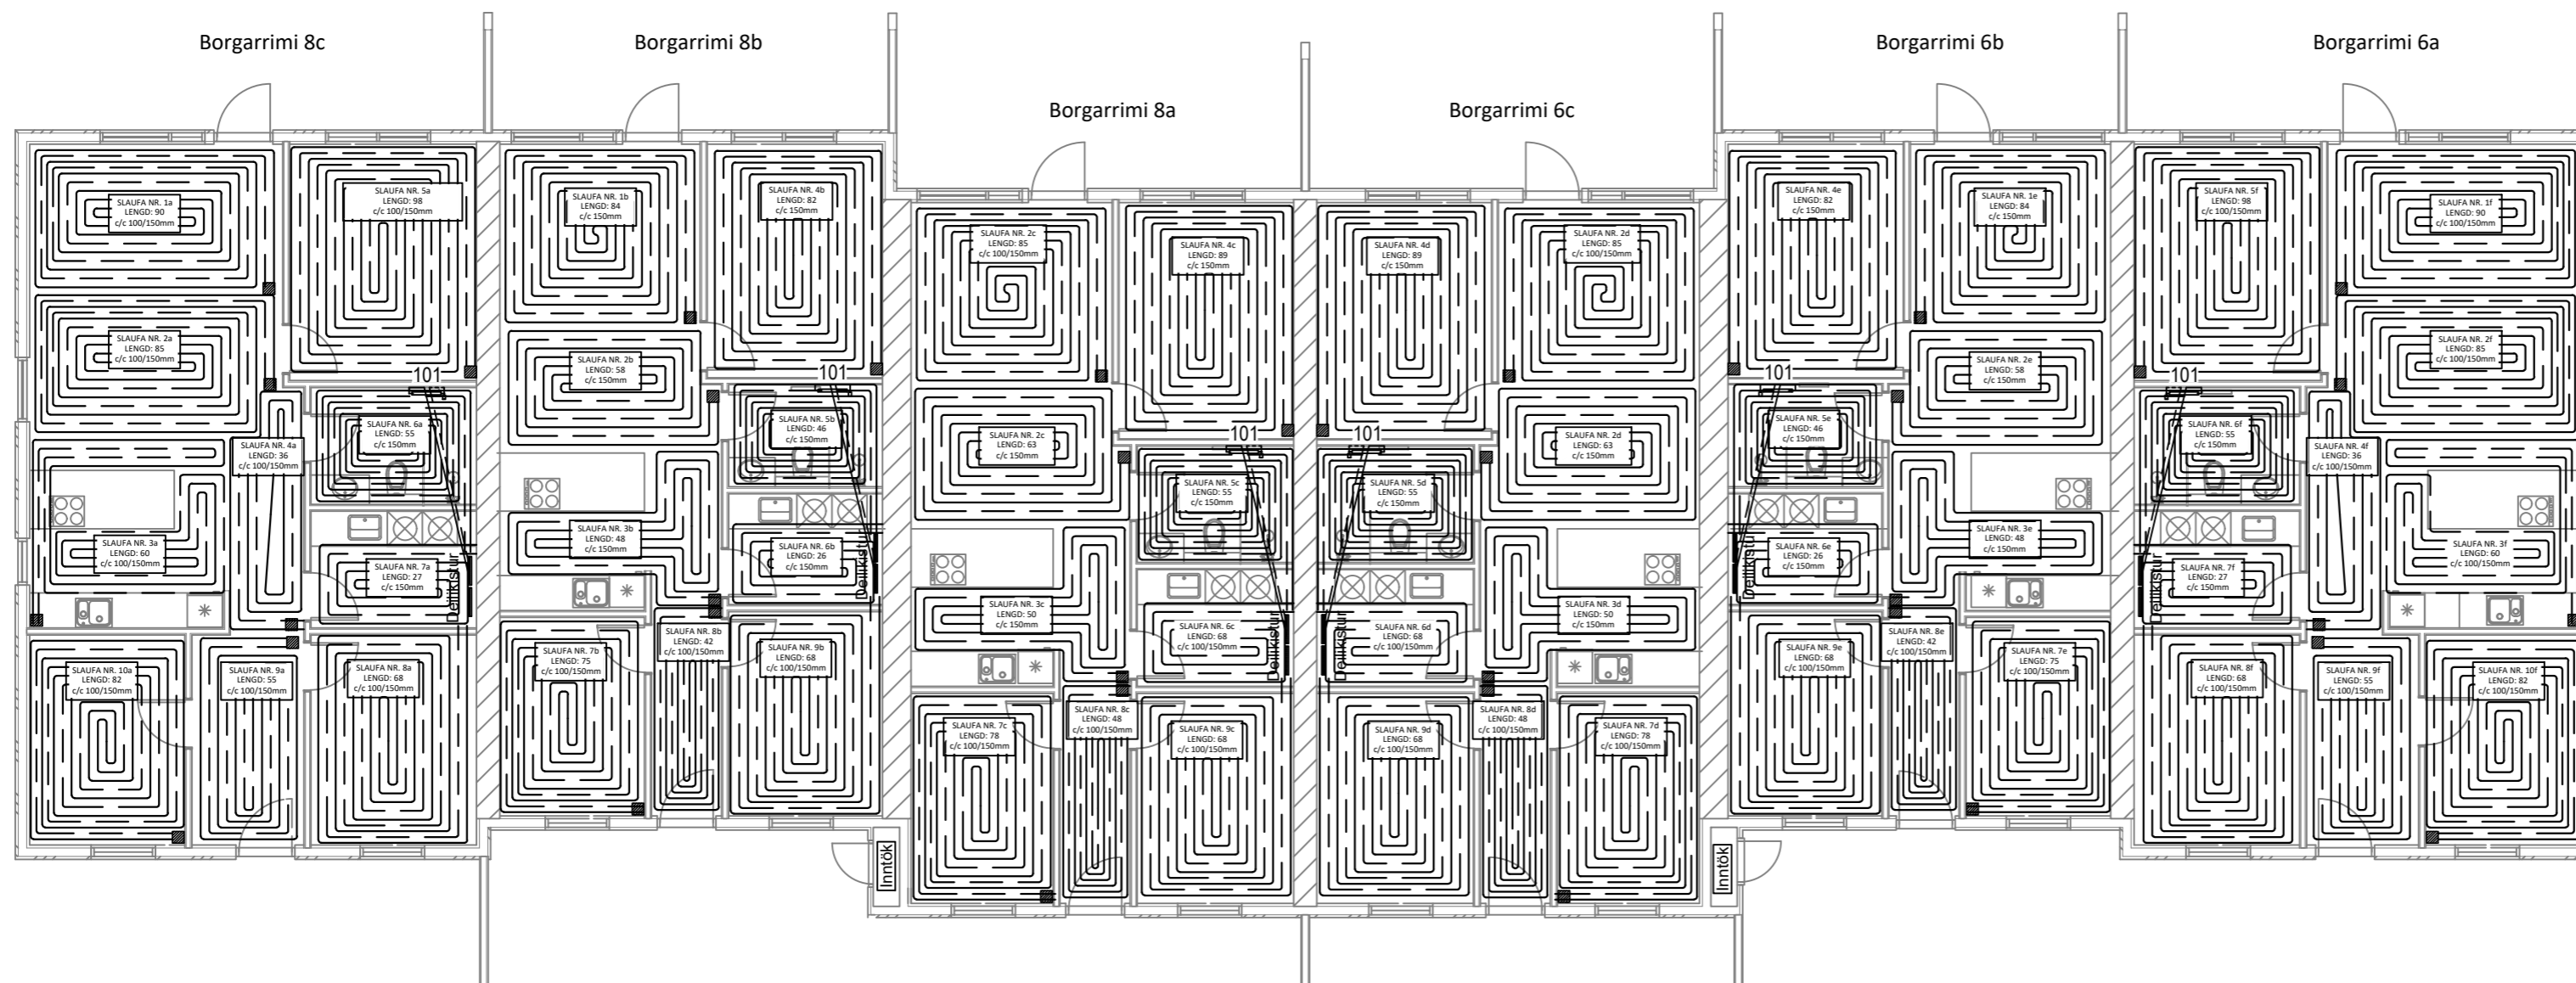 Borgarrimi 8c
Borgarrimi 8b
Borgarrimi 8a
Borgarrimi 6c
Borgarrimi 6b
Borgarrimi 6a
SLAUFA NR. 1a
LENGD: 90
c/c 100/150mm
SLAUFA NR. 5a
LENGD: 98
c/c 100/150mm
SLAUFA NR. 2a
LENGD: 85
c/c 100/150mm
101
SLAUFA NR. 6a
LENGD: 55
c/c 150mm
SLAUFA NR. 4a
LENGD: 36
c/c 100/150mm
SLAUFA NR. 3a
LENGD: 60
c/c 100/150mm
SLAUFA NR. 7a
LENGD: 27
c/c 150mm
Deilikistur
SLAUFA NR. 10a
LENGD: 82
c/c 100/150mm
SLAUFA NR. 9a
LENGD: 55
c/c 100/150mm
SLAUFA NR. 8a
LENGD: 68
c/c 100/150mm
SLAUFA NR. 1b
LENGD: 84
c/c 150mm
SLAUFA NR. 4b
LENGD: 82
c/c 150mm
SLAUFA NR. 2b
LENGD: 58
c/c 150mm
101
SLAUFA NR. 5b
LENGD: 46
c/c 150mm
SLAUFA NR. 3b
LENGD: 48
c/c 150mm
SLAUFA NR. 6b
LENGD: 26
c/c 150mm
Deilikistur
SLAUFA NR. 7b
LENGD: 75
c/c 100/150mm
SLAUFA NR. 8b
LENGD: 42
c/c 100/150mm
SLAUFA NR. 9b
LENGD: 68
c/c 100/150mm
Inntök
SLAUFA NR. 2c
LENGD: 85
c/c 100/150mm
SLAUFA NR. 4c
LENGD: 89
c/c 150mm
SLAUFA NR. 2c
LENGD: 63
c/c 150mm
101
SLAUFA NR. 5c
LENGD: 55
c/c 150mm
SLAUFA NR. 3c
LENGD: 50
c/c 100/150mm
SLAUFA NR. 6c
LENGD: 68
c/c 100/150mm
Deilikistur
SLAUFA NR. 7c
LENGD: 78
c/c 100/150mm
SLAUFA NR. 8c
LENGD: 48
c/c 100/150mm
SLAUFA NR. 9c
LENGD: 68
c/c 100/150mm
SLAUFA NR. 4d
LENGD: 89
c/c 150mm
SLAUFA NR. 2d
LENGD: 85
c/c 100/150mm
101
SLAUFA NR. 2d
LENGD: 63
c/c 150mm
SLAUFA NR. 5d
LENGD: 55
c/c 150mm
SLAUFA NR. 3d
LENGD: 50
c/c 100/150mm
SLAUFA NR. 6d
LENGD: 68
c/c 100/150mm
Deilikistur
SLAUFA NR. 9d
LENGD: 68
c/c 100/150mm
SLAUFA NR. 8d
LENGD: 48
c/c 100/150mm
SLAUFA NR. 7d
LENGD: 78
c/c 100/150mm
Inntök
SLAUFA NR. 4e
LENGD: 82
c/c 150mm
SLAUFA NR. 1e
LENGD: 84
c/c 150mm
SLAUFA NR. 2e
LENGD: 58
c/c 150mm
101
SLAUFA NR. 5e
LENGD: 46
c/c 150mm
SLAUFA NR. 3e
LENGD: 48
c/c 150mm
SLAUFA NR. 6e
LENGD: 26
c/c 150mm
Deilikistur
SLAUFA NR. 9e
LENGD: 68
c/c 100/150mm
SLAUFA NR. 8e
LENGD: 42
c/c 100/150mm
SLAUFA NR. 7e
LENGD: 75
c/c 100/150mm
SLAUFA NR. 5f
LENGD: 98
c/c 100/150mm
SLAUFA NR. 1f
LENGD: 90
c/c 100/150mm
SLAUFA NR. 2f
LENGD: 85
c/c 100/150mm
101
SLAUFA NR. 6f
LENGD: 55
c/c 150mm
SLAUFA NR. 4f
LENGD: 36
c/c 100/150mm
SLAUFA NR. 3f
LENGD: 60
c/c 100/150mm
SLAUFA NR. 7f
LENGD: 27
c/c 150mm
Deilikistur
SLAUFA NR. 8f
LENGD: 68
c/c 100/150mm
SLAUFA NR. 9f
LENGD: 55
c/c 100/150mm
SLAUFA NR. 10f
LENGD: 82
c/c 100/150mm